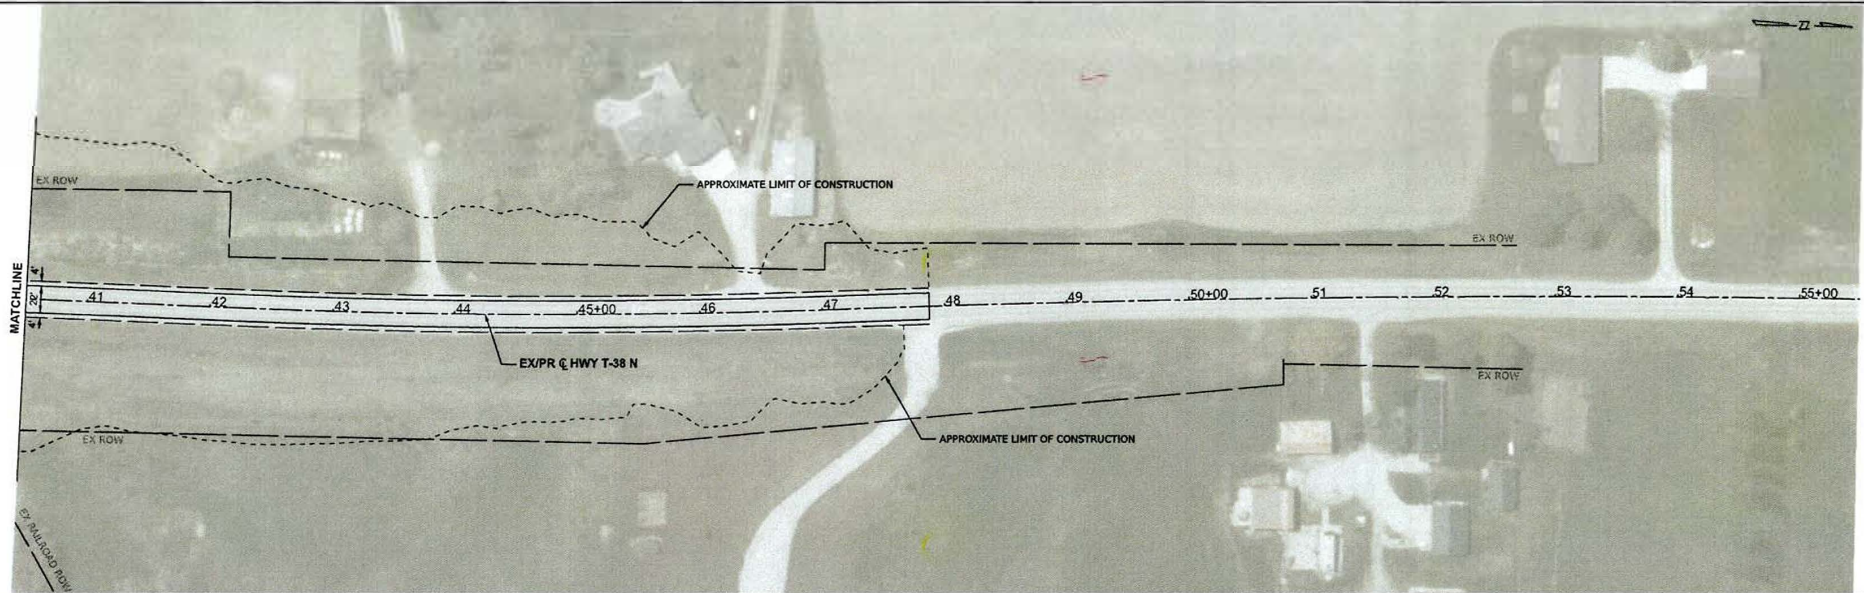 N
APPROXIMATE LIMIT OF CONSTRUCTION
EX ROW
EX ROW
MATCHLINE
4'
20'
4'
41 42 43 44 45+00 46 47 48 49 50+00 51 52 53 54 55+00
EX/PR ℄ HWY T-38 N
EX ROW
EX ROW
APPROXIMATE LIMIT OF CONSTRUCTION
EX RAILROAD ROW